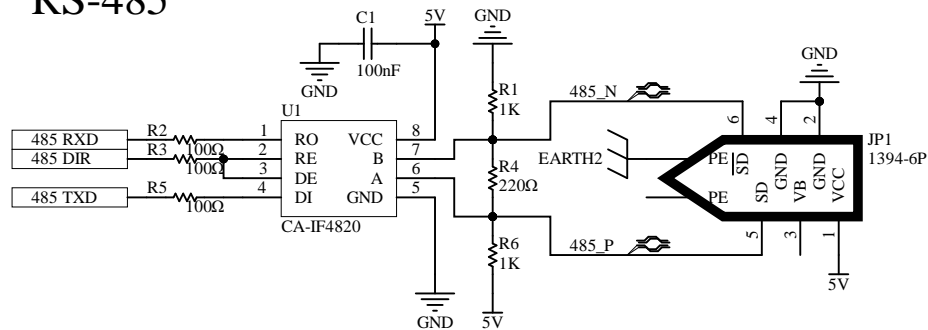 RS-485
C1
5V
GND
100nF
GND
R1
1K
U1
485 RXD
R2
100Ω
1
RO
VCC
8
485 DIR
R3
100Ω
2
RE
B
7
3
DE
A
6
485 TXD
R5
100Ω
4
DI
GND
5
CA-IF4820
R4
220Ω
R6
1K
GND
5V
485_N
485_P
EARTH2
GND
6
4
2
JP1
1394-6P
PE
SD
GND
GND
SD
VB
VCC
PE
5
3
1
5V